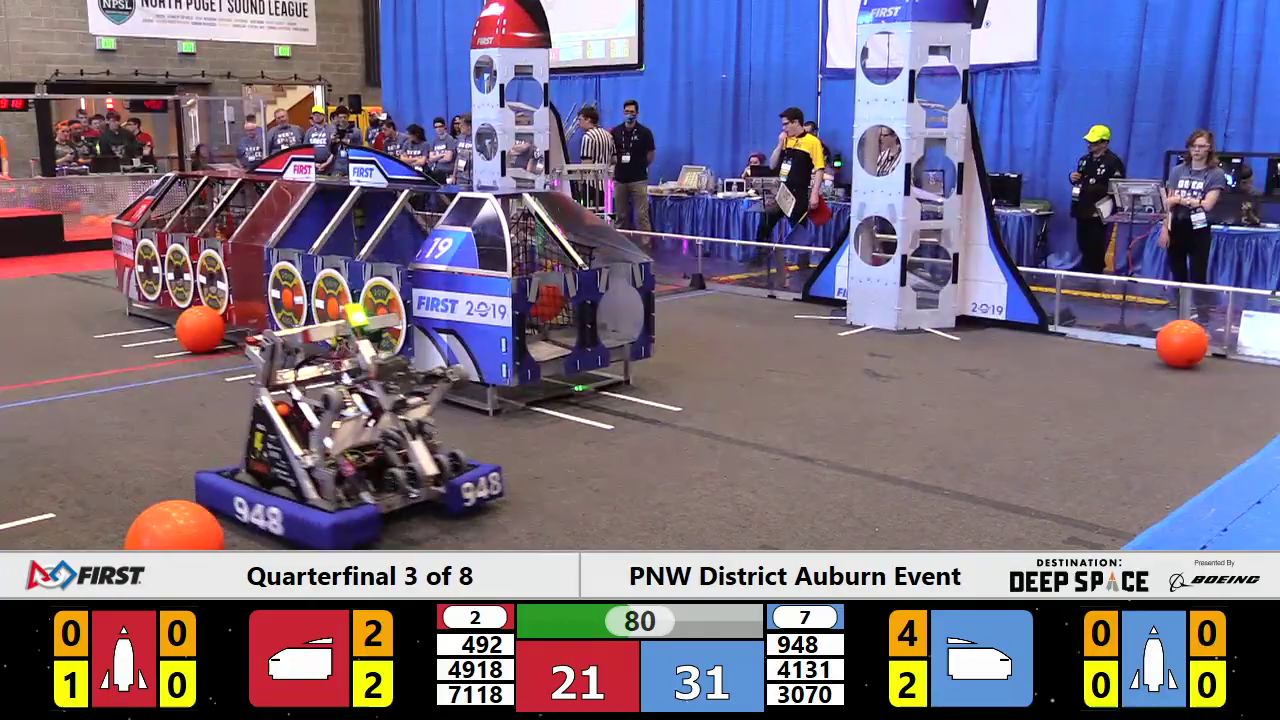 NPSL
NORTH PUGET SOUND LEAGUE
FIRST
FIRST
FIRST
FIRST
19
FIRST 2019
2019
948
948
FIRST
Quarterfinal 3 of 8
PNW District Auburn Event
DESTINATION:
DEEP SPACE
Presented By
BOEING
0
0
1
0
2
2
2
492
4918
7118
80
21
31
7
948
4131
3070
4
2
0
0
0
0